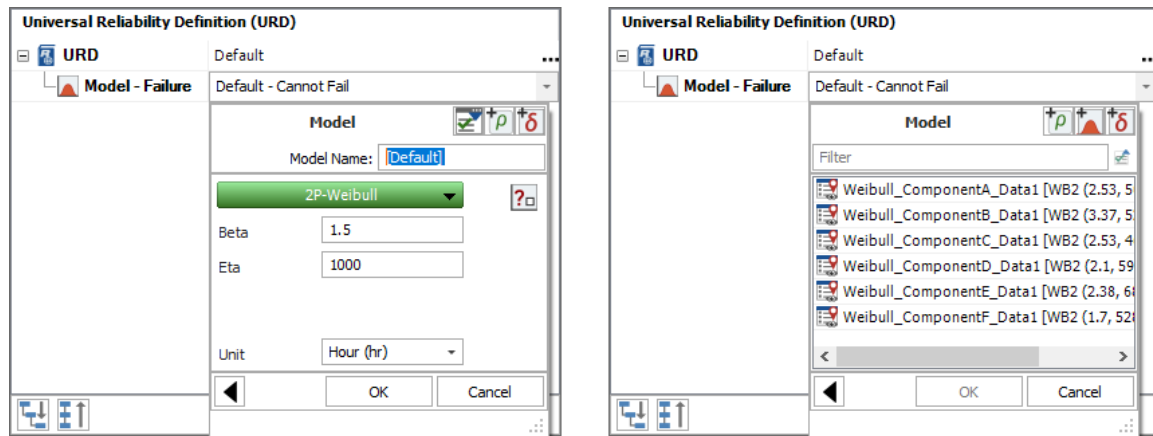 Universal Reliability Definition (URD)
URD Default ...
Model - Failure Default - Cannot Fail
Model +ρ +δ
Model Name: [Default]
2P-Weibull ?
Beta 1.5
Eta 1000
Unit Hour (hr)
OK Cancel
Universal Reliability Definition (URD)
URD Default ..
Model - Failure Default - Cannot Fail
Model +ρ + +δ
Filter
Weibull_ComponentA_Data1 [WB2 (2.53, 5
Weibull_ComponentB_Data1 [WB2 (3.37, 5
Weibull_ComponentC_Data1 [WB2 (2.53, 4
Weibull_ComponentD_Data1 [WB2 (2.1, 59
Weibull_ComponentE_Data1 [WB2 (2.38, 6
Weibull_ComponentF_Data1 [WB2 (1.7, 528
OK Cancel